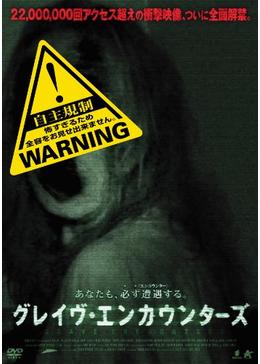 22,000,000回アクセス超えの衝撃映像、ついに全面解禁。
!
自主規制
怖すぎるため
全容をお見せ出来ません。
WARNING
(エンカウンター)
あなたも、必ず遭遇する。
グレイヴ・エンカウンターズ
DVD